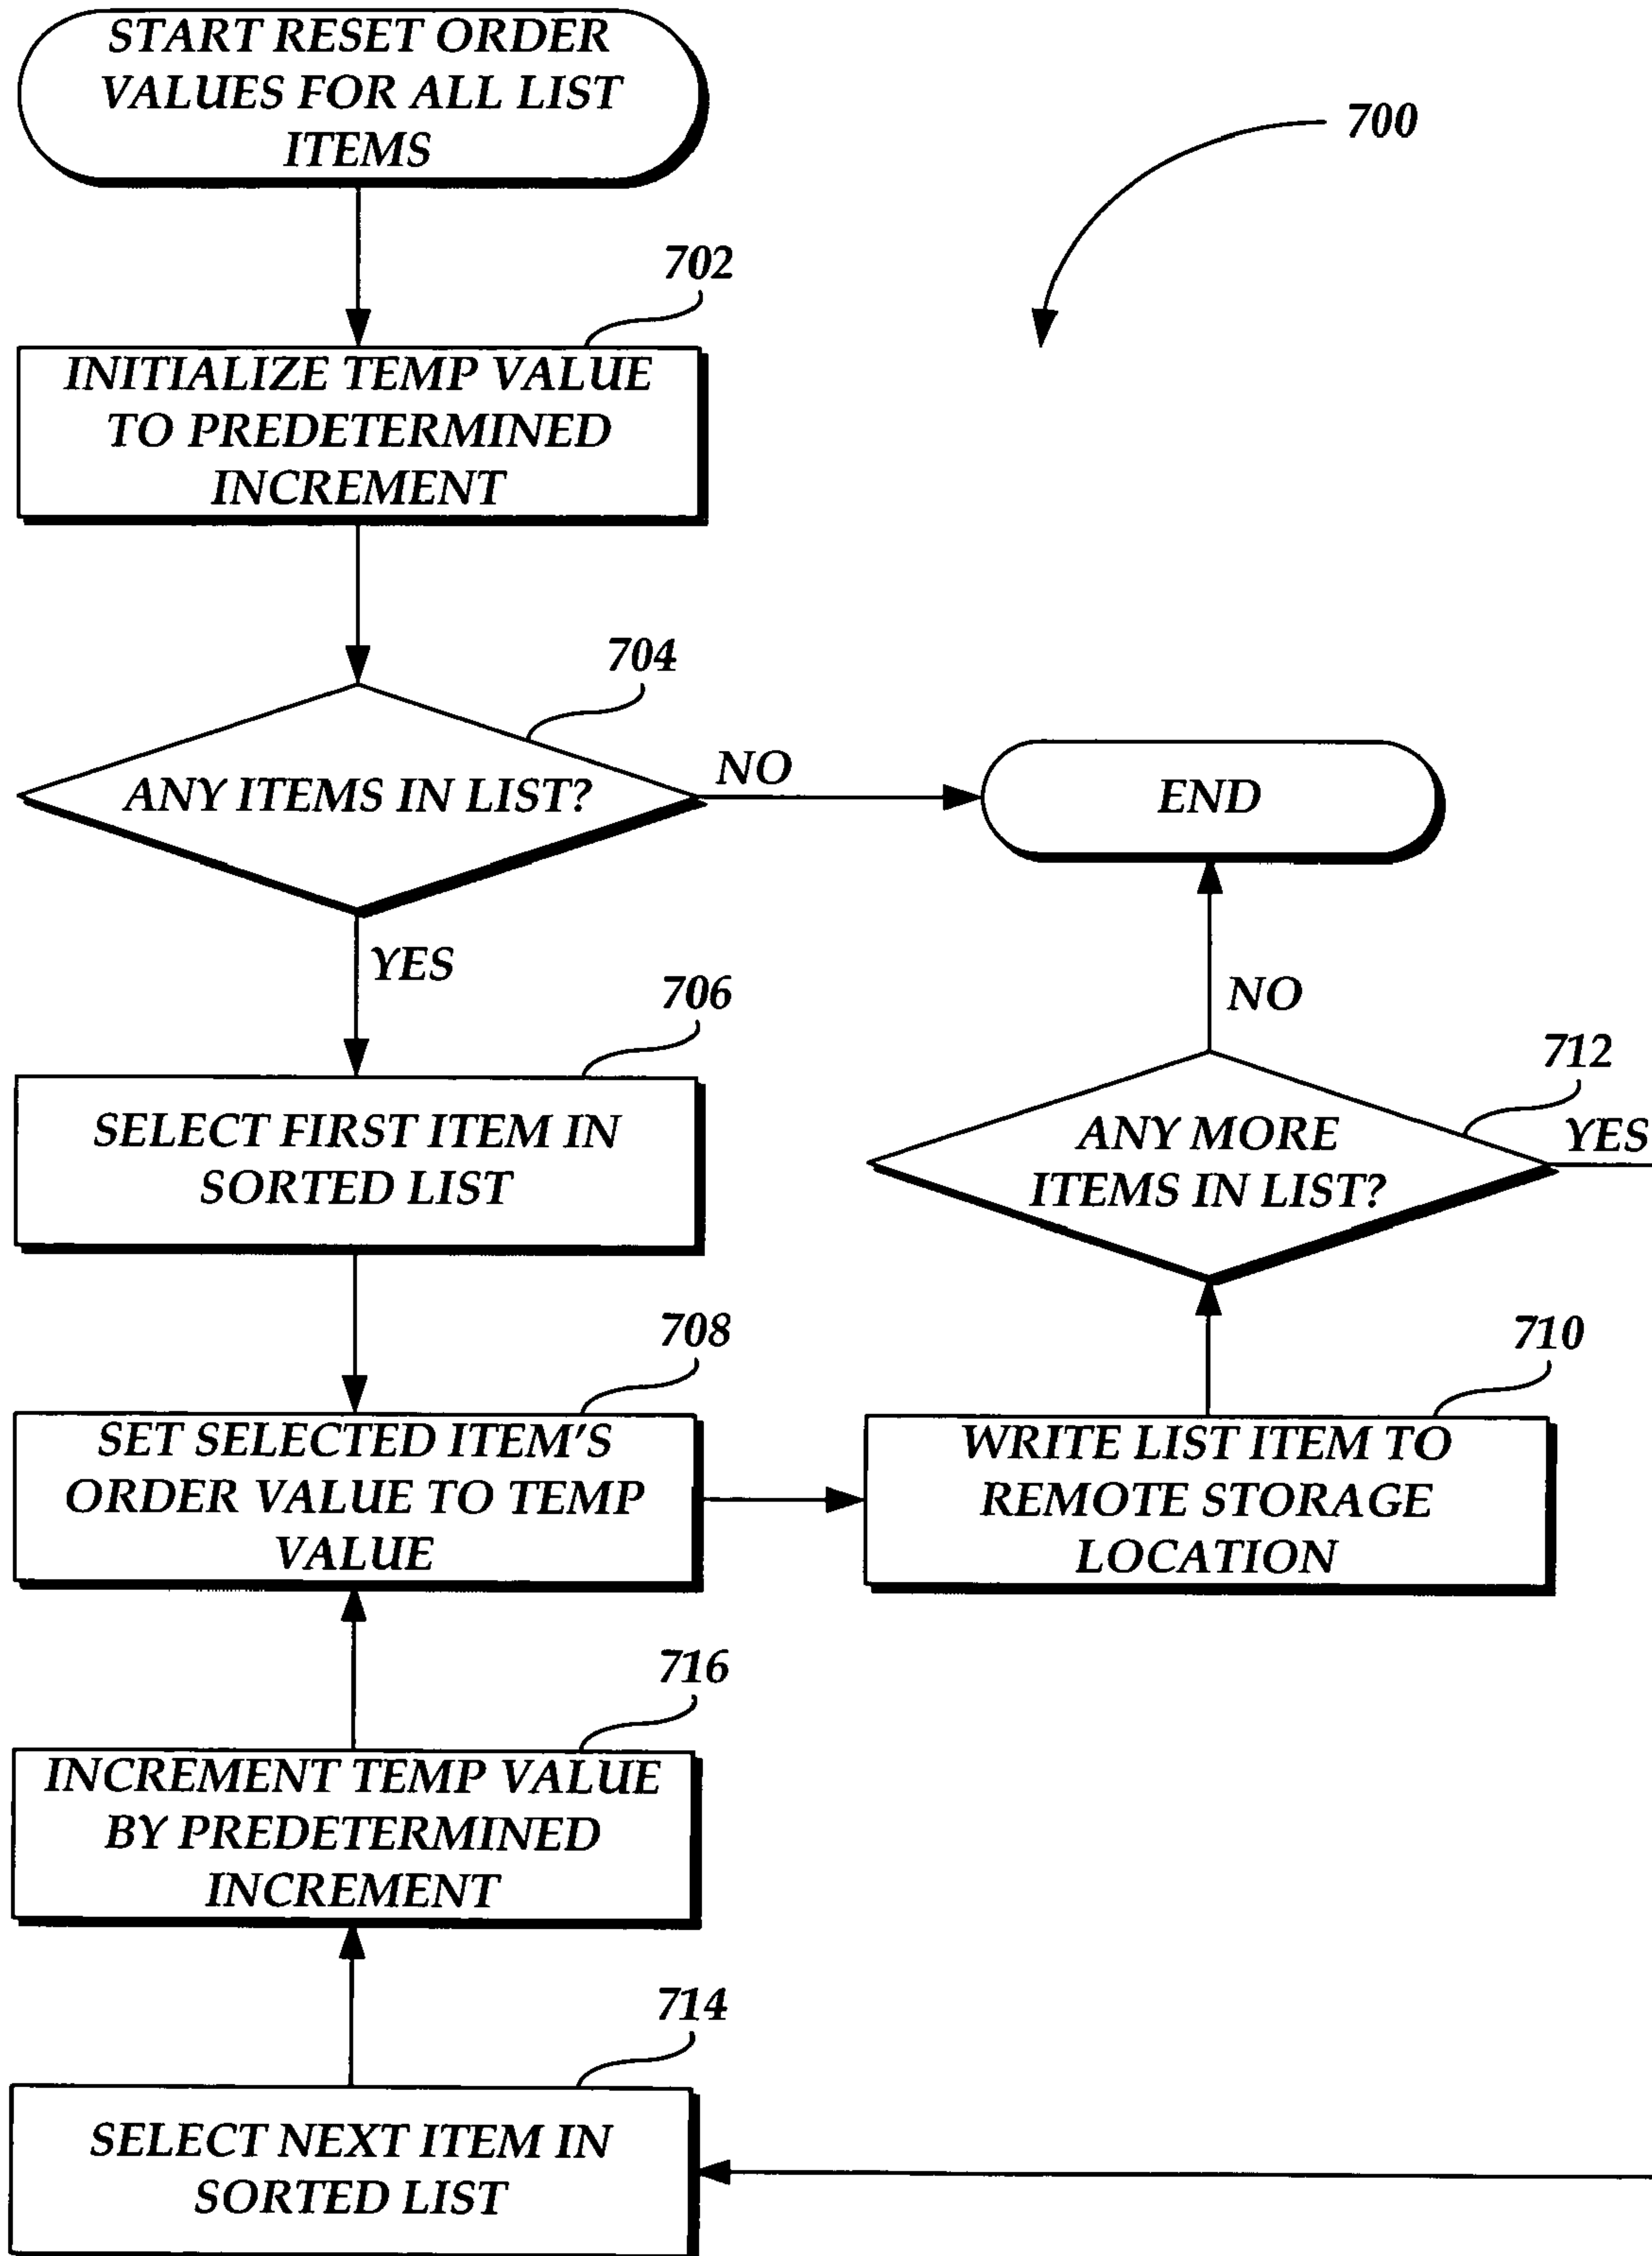 START RESET ORDER
VALUES FOR ALL LIST
ITEMS
700
702
INITIALIZE TEMP VALUE
TO PREDETERMINED
INCREMENT
704
ANY ITEMS IN LIST?
NO
END
YES
706
SELECT FIRST ITEM IN
SORTED LIST
NO
712
ANY MORE
ITEMS IN LIST?
YES
708
SET SELECTED ITEM'S
ORDER VALUE TO TEMP
VALUE
710
WRITE LIST ITEM TO
REMOTE STORAGE
LOCATION
716
INCREMENT TEMP VALUE
BY PREDETERMINED
INCREMENT
714
SELECT NEXT ITEM IN
SORTED LIST